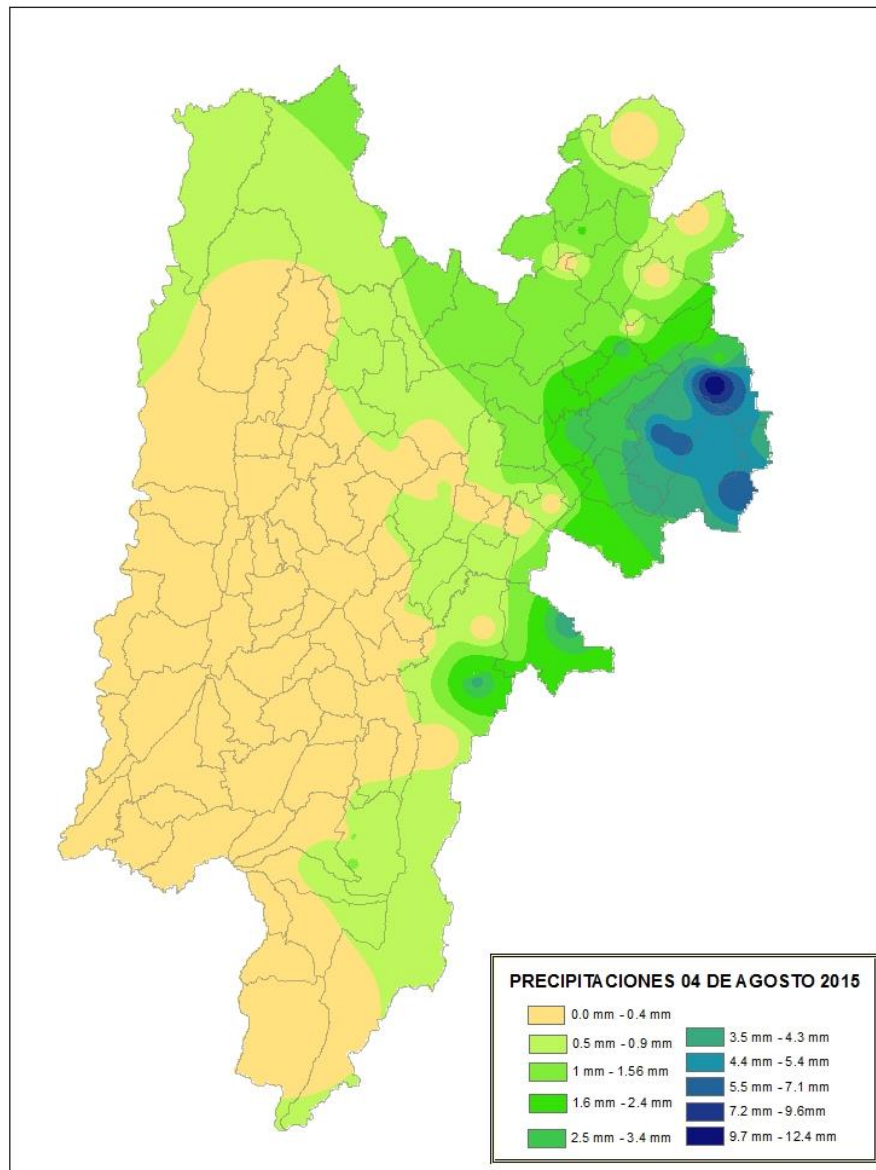 PRECIPITACIONES 04 DE AGOSTO 2015
0.0 mm - 0.4 mm
0.5 mm - 0.9 mm
1 mm - 1.56 mm
1.6 mm - 2.4 mm
2.5 mm - 3.4 mm
3.5 mm - 4.3 mm
4.4 mm - 5.4 mm
5.5 mm - 7.1 mm
7.2 mm - 9.6mm
9.7 mm - 12.4 mm